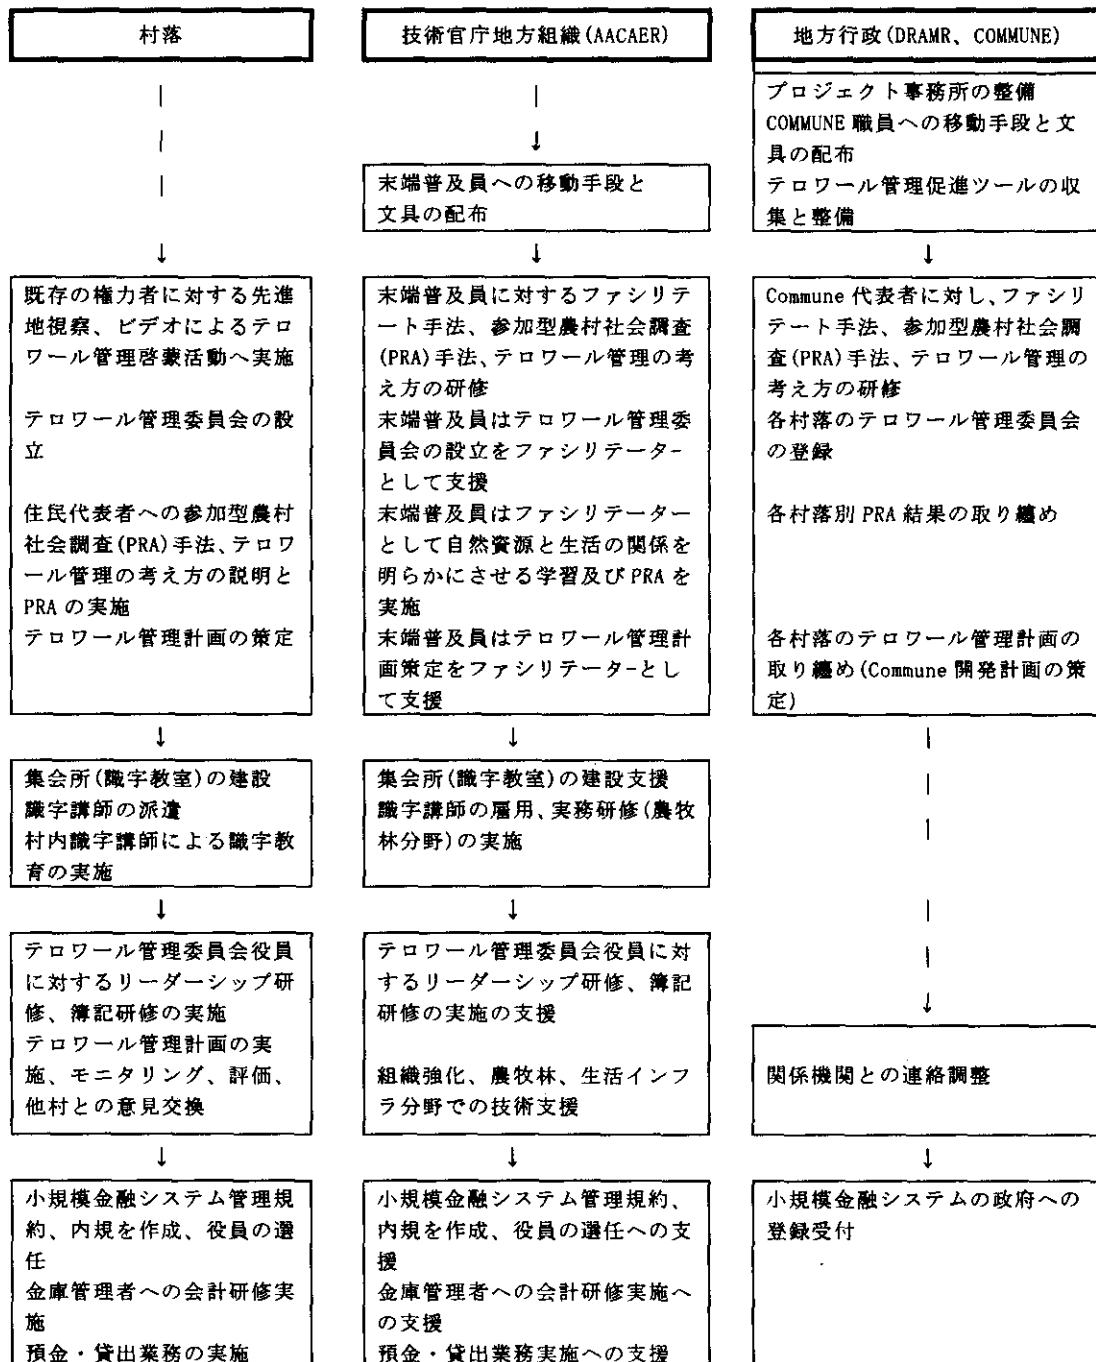 村落
技術官庁地方組織(AACAER)
地方行政(DRAMR、COMMUNE)
プロジェクト事務所の整備
COMMUNE職員への移動手段と文
具の配布
テロワール管理促進ツールの収
集と整備
末端普及員への移動手段と
文具の配布
既存の権力者に対する先進
地視察、ビデオによるテロ
ワール管理啓蒙活動へ実施
テロワール管理委員会の設
立
住民代表者への参加型農村
社会調査(PRA)手法、テロワ
ール管理の考え方の説明と
PRAの実施
テロワール管理計画の策定
末端普及員に対するファシリテ
ート手法、参加型農村社会調査
(PRA)手法、テロワール管理の考
え方の研修
末端普及員はテロワール管理委
員会の設立をファシリテーター
として支援
末端普及員はファシリテーター
として自然資源と生活の関係を
明らかにさせる学習及びPRAを
実施
末端普及員はテロワール管理計
画策定をファシリテーターとし
て支援
Commune代表者に対し、ファシリ
テート手法、参加型農村社会調
査(PRA)手法、テロワール管理の
考え方の研修
各村落のテロワール管理委員会
の登録
各村落別PRA結果の取り纏め
各村落のテロワール管理計画の
取り纏め(Commune開発計画の策
定)
集会所(識字教室)の建設
識字講師の派遣
村内識字講師による識字教
育の実施
集会所(識字教室)の建設支援
識字講師の雇用、実務研修(農牧
林分野)の実施
テロワール管理委員会役員
に対するリーダーシップ研
修、簿記研修の実施
テロワール管理計画の実
施、モニタリング、評価、
他村との意見交換
テロワール管理委員会役員に対
するリーダーシップ研修、簿記
研修の実施の支援
組織強化、農牧林、生活インフ
ラ分野での技術支援
関係機関との連絡調整
小規模金融システム管理規
約、内規を作成、役員の選
任
金庫管理者への会計研修実
施
預金・貸出業務の実施
小規模金融システム管理規約、
内規を作成、役員の選任への支
援
金庫管理者への会計研修実施へ
の支援
預金・貸出業務実施への支援
小規模金融システムの政府への
登録受付